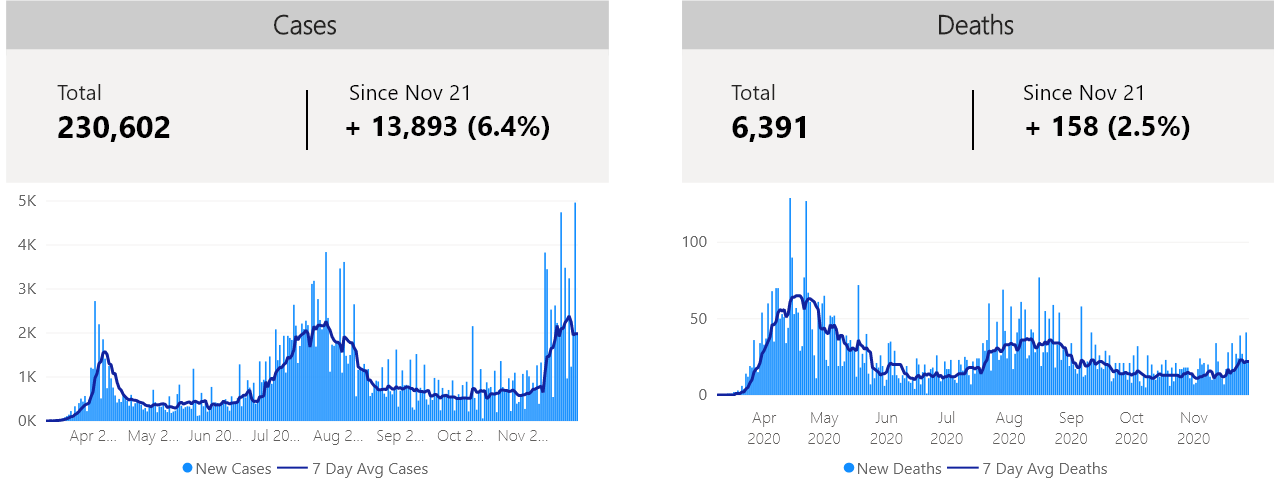 Cases
Total
230,602
Since Nov 21
+ 13,893 (6.4%)
5K
4K
3K
2K
1K
0K
Apr 2... May 2... Jun 20... Jul 20... Aug 2... Sep 2... Oct 2... Nov 2...
New Cases 7 Day Avg Cases
Deaths
Total
6,391
Since Nov 21
+ 158 (2.5%)
100
50
0
Apr May Jun Jul Aug Sep Oct Nov
2020 2020 2020 2020 2020 2020 2020 2020
New Deaths 7 Day Avg Deaths